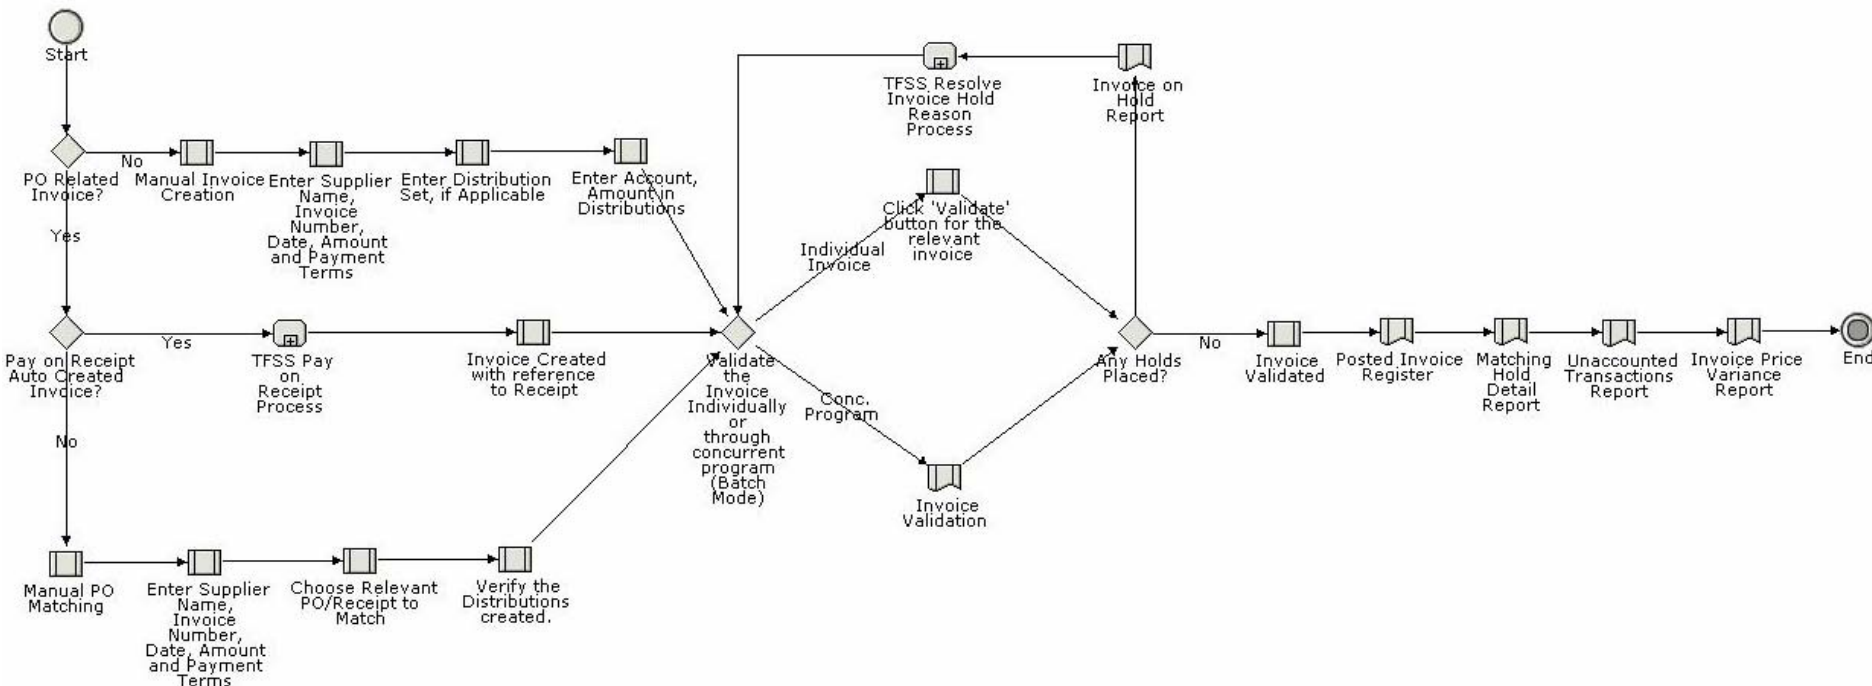 Start
PO Related
Invoice?
No
Manual Invoice
Creation
Enter Supplier
Name,
Invoice
Number,
Date, Amount
and Payment
Terms
Enter Distribution
Set, if Applicable
Enter Account,
Amount in
Distributions
Yes
Pay on Receipt
Auto Created
Invoice?
Yes
TFSS Pay
on
Receipt
Process
Invoice Created
with reference
to Receipt
No
Manual PO
Matching
Enter Supplier
Name,
Invoice
Number,
Date, Amount
and Payment
Terms
Choose Relevant
PO/Receipt to
Match
Verify the
Distributions
created.
Validate
the
Invoice
Individually
or
through
concurrent
program
(Batch
Mode)
Individual
Invoice
Click 'Validate'
button for the
relevant
invoice
Conc.
Program
Invoice
Validation
TFSS Resolve
Invoice Hold
Reason
Process
Invoice on
Hold
Report
Any Holds
Placed?
No
Invoice
Validated
Posted Invoice
Register
Matching
Hold
Detail
Report
Unaccounted
Transactions
Report
Invoice Price
Variance
Report
End